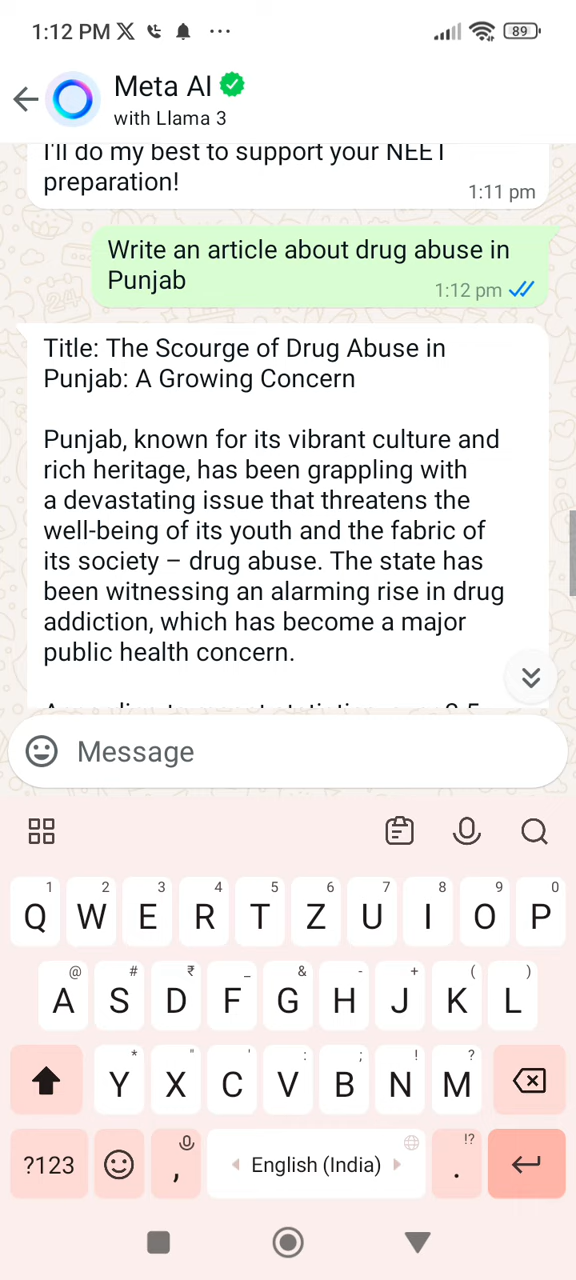 1:12 PM X ...
89
Meta AI
with Llama 3
I'll do my best to support your NEET
preparation!
1:11 pm
Write an article about drug abuse in
Punjab
1:12 pm
Title: The Scourge of Drug Abuse in
Punjab: A Growing Concern
Punjab, known for its vibrant culture and
rich heritage, has been grappling with
a devastating issue that threatens the
well-being of its youth and the fabric of
its society – drug abuse. The state has
been witnessing an alarming rise in drug
addiction, which has become a major
public health concern.
Message
1 2 3 4 5 6 7 8 9 0
Q W E R T Z U I O P
@ # ₹ _ & - + ( )
A S D F G H J K L
* " ' : ; ! ?
Y X C V B N M
!?
?123 , English (India) .